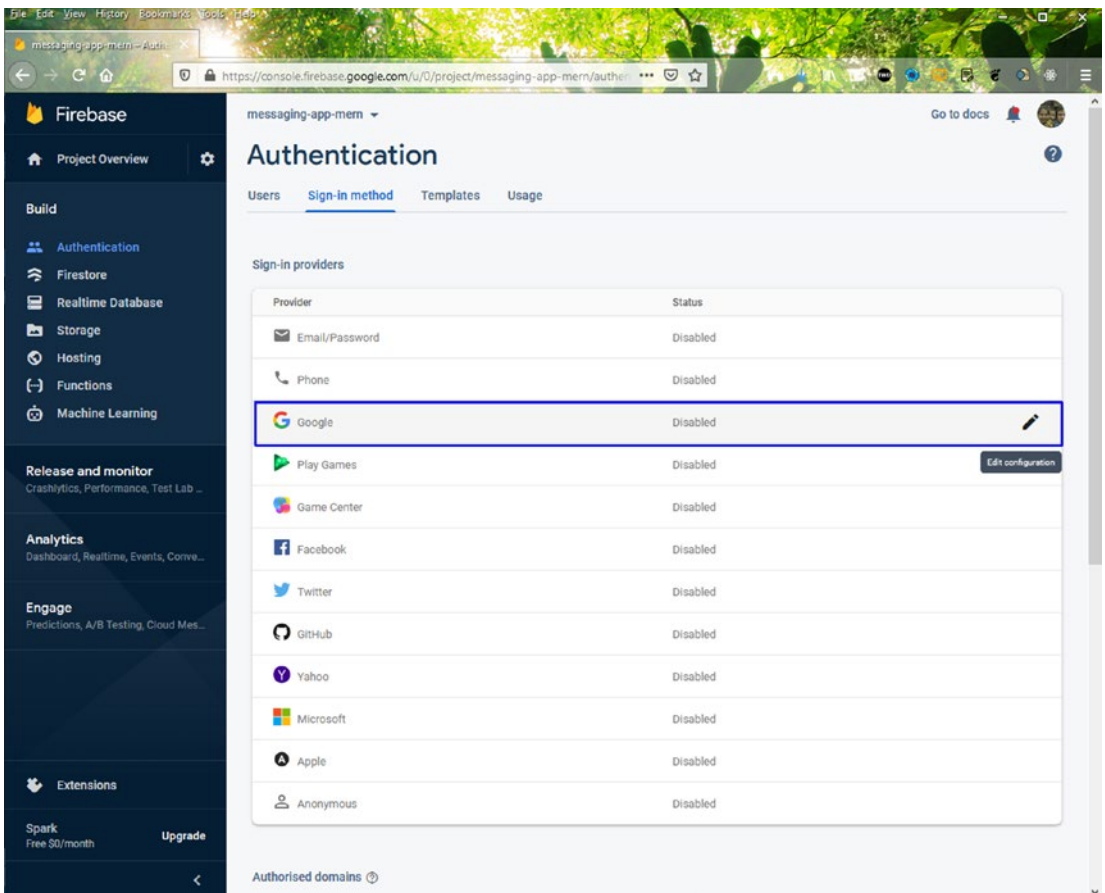 File Edit View History Bookmarks Tools Help
messaging-app-mern – Authe
https://console.firebase.google.com/u/0/project/messaging-app-mern/authen
Firebase
messaging-app-mern
Go to docs
Project Overview
Authentication
Users Sign-in method Templates Usage
Build
Authentication
Firestore
Realtime Database
Storage
Hosting
Functions
Machine Learning
Release and monitor
Crashlytics, Performance, Test Lab ...
Analytics
Dashboard, Realtime, Events, Conve...
Engage
Predictions, A/B Testing, Cloud Mes...
Extensions
Spark
Free $0/month
Upgrade
Sign-in providers
Provider Status
Email/Password Disabled
Phone Disabled
Google Disabled
Edit configuration
Play Games Disabled
Game Center Disabled
Facebook Disabled
Twitter Disabled
GitHub Disabled
Yahoo Disabled
Microsoft Disabled
Apple Disabled
Anonymous Disabled
Authorised domains